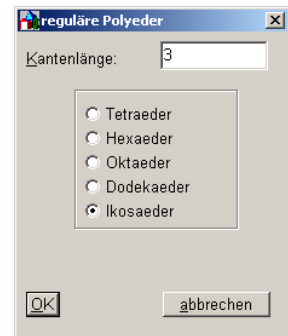 reguläre Polyeder
Kantenlänge: 3
Tetraeder
Hexaeder
Oktaeder
Dodekaeder
Ikosaeder
OK abbrechen